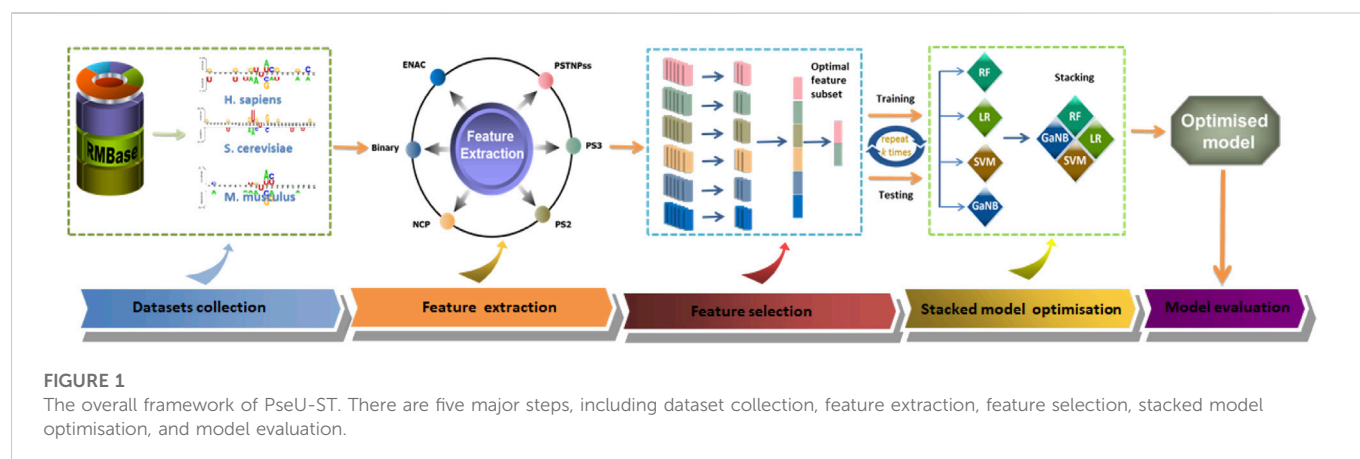 RMBase
H. sapiens
S. cerevisiae
M. musculus
ENAC
PSTNPss
Binary
Feature
Extraction
PS3
NCP
PS2
Optimal
feature
subset
Training
repeat
k times
Testing
RF
LR
SVM
GaNB
Stacking
RF
GaNB
LR
SVM
Optimised
model
Datasets collection
Feature extraction
Feature selection
Stacked model optimisation
Model evaluation
FIGURE 1
The overall framework of PseU-ST. There are five major steps, including dataset collection, feature extraction, feature selection, stacked model
optimisation, and model evaluation.